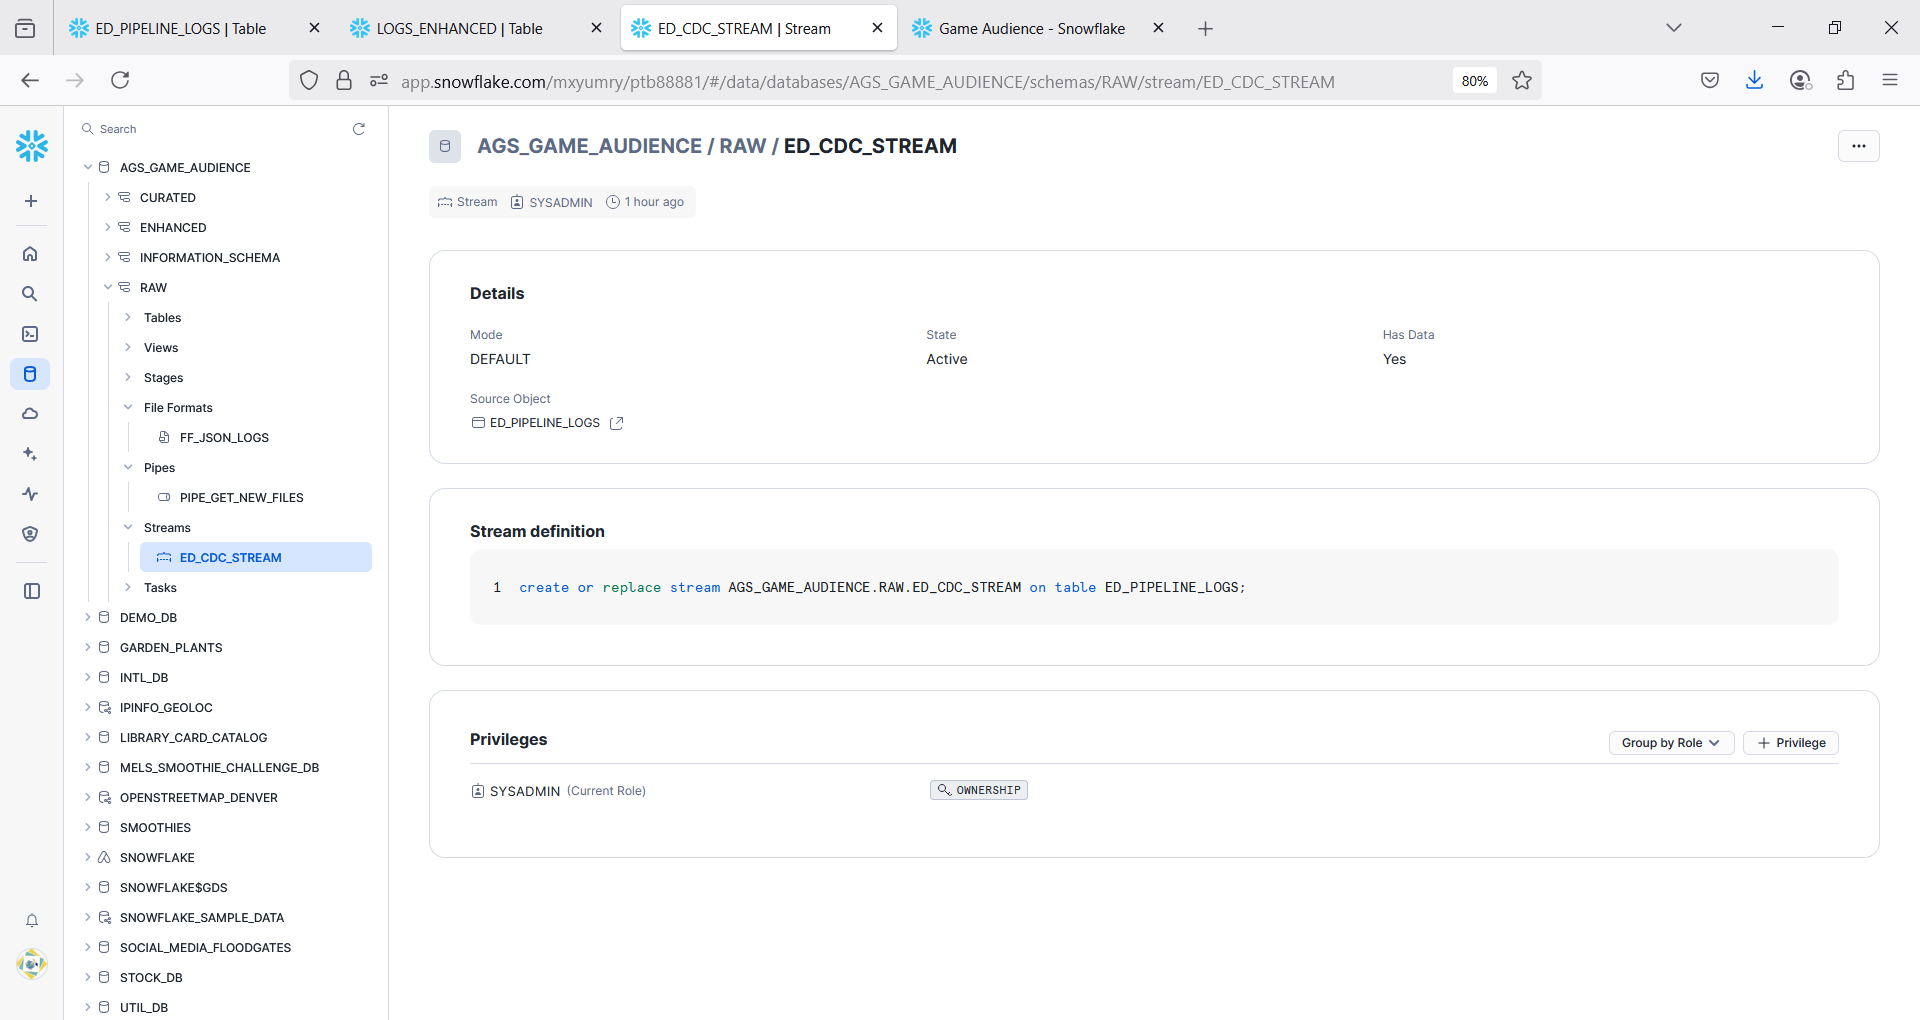 ED_PIPELINE_LOGS | Table
LOGS_ENHANCED | Table
ED_CDC_STREAM | Stream
Game Audience - Snowflake
app.snowflake.com/mxyumry/ptb88881/#/data/databases/AGS_GAME_AUDIENCE/schemas/RAW/stream/ED_CDC_STREAM
80%
Search
AGS_GAME_AUDIENCE
CURATED
ENHANCED
INFORMATION_SCHEMA
RAW
Tables
Views
Stages
File Formats
FF_JSON_LOGS
Pipes
PIPE_GET_NEW_FILES
Streams
ED_CDC_STREAM
Tasks
DEMO_DB
GARDEN_PLANTS
INTL_DB
IPINFO_GEOLOC
LIBRARY_CARD_CATALOG
MELS_SMOOTHIE_CHALLENGE_DB
OPENSTREETMAP_DENVER
SMOOTHIES
SNOWFLAKE
SNOWFLAKE$GDS
SNOWFLAKE_SAMPLE_DATA
SOCIAL_MEDIA_FLOODGATES
STOCK_DB
UTIL_DB
AGS_GAME_AUDIENCE / RAW / ED_CDC_STREAM
Stream SYSADMIN 1 hour ago
Details
Mode State Has Data
DEFAULT Active Yes
Source Object
ED_PIPELINE_LOGS
Stream definition
1 create or replace stream AGS_GAME_AUDIENCE.RAW.ED_CDC_STREAM on table ED_PIPELINE_LOGS;
Privileges
Group by Role
Privilege
SYSADMIN (Current Role) OWNERSHIP